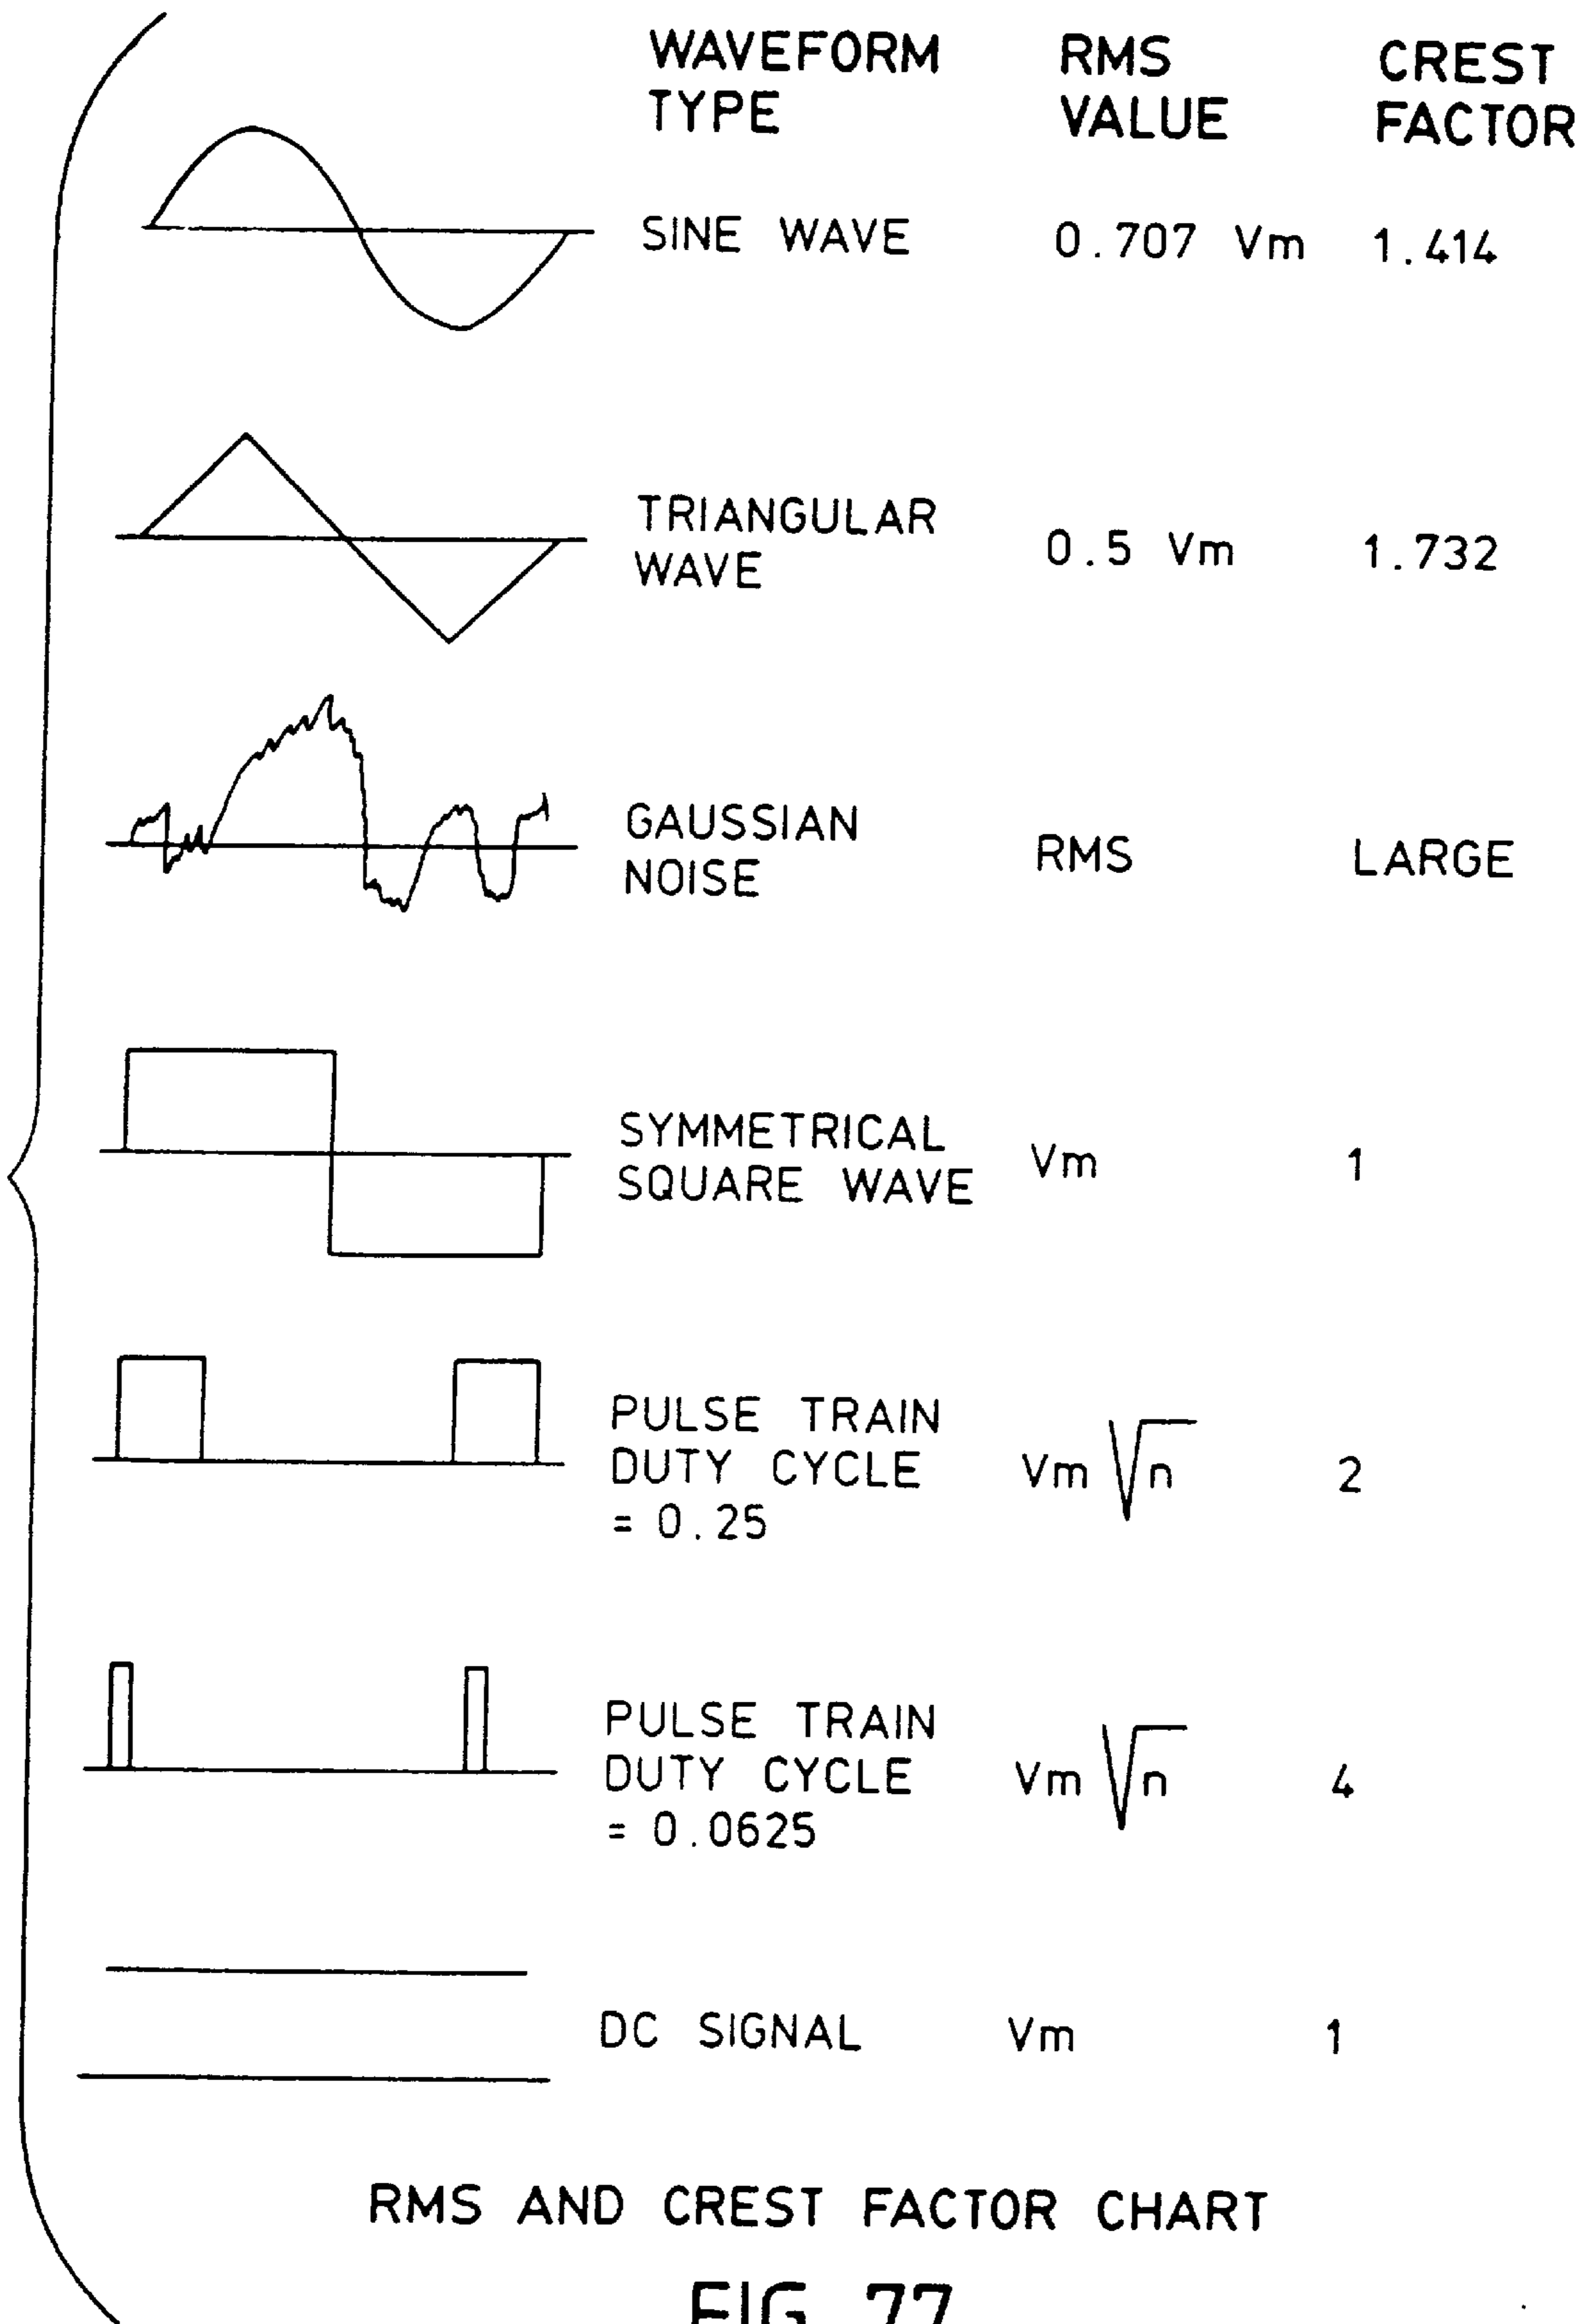 WAVEFORM TYPE RMS VALUE CREST FACTOR
SINE WAVE 0.707 Vm 1.414
TRIANGULAR WAVE 0.5 Vm 1.732
GAUSSIAN NOISE RMS LARGE
SYMMETRICAL SQUARE WAVE Vm 1
PULSE TRAIN DUTY CYCLE = 0.25 Vm √n 2
PULSE TRAIN DUTY CYCLE = 0.0625 Vm √n 4
DC SIGNAL Vm 1
RMS AND CREST FACTOR CHART
FIG 77